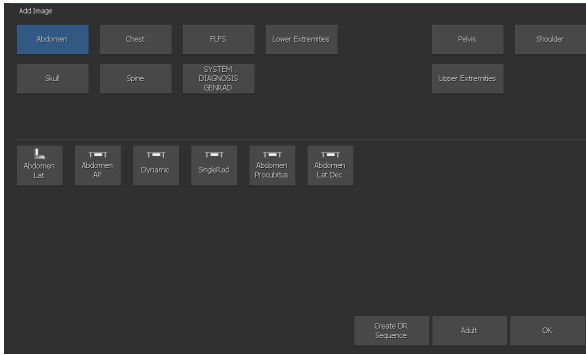 Add Image
Abdomen
Chest
FLFS
Lower Extremities
Pelvis
Shoulder
Skull
Spine
SYSTEM
DIAGNOSIS
GENRAD
Upper Extremities
Abdomen
Lat
Abdomen
AP
Dynamic
SingleRad
Abdomen
Procubitus
Abdomen
Lat Dec
Create DR
Sequence
Adult
OK